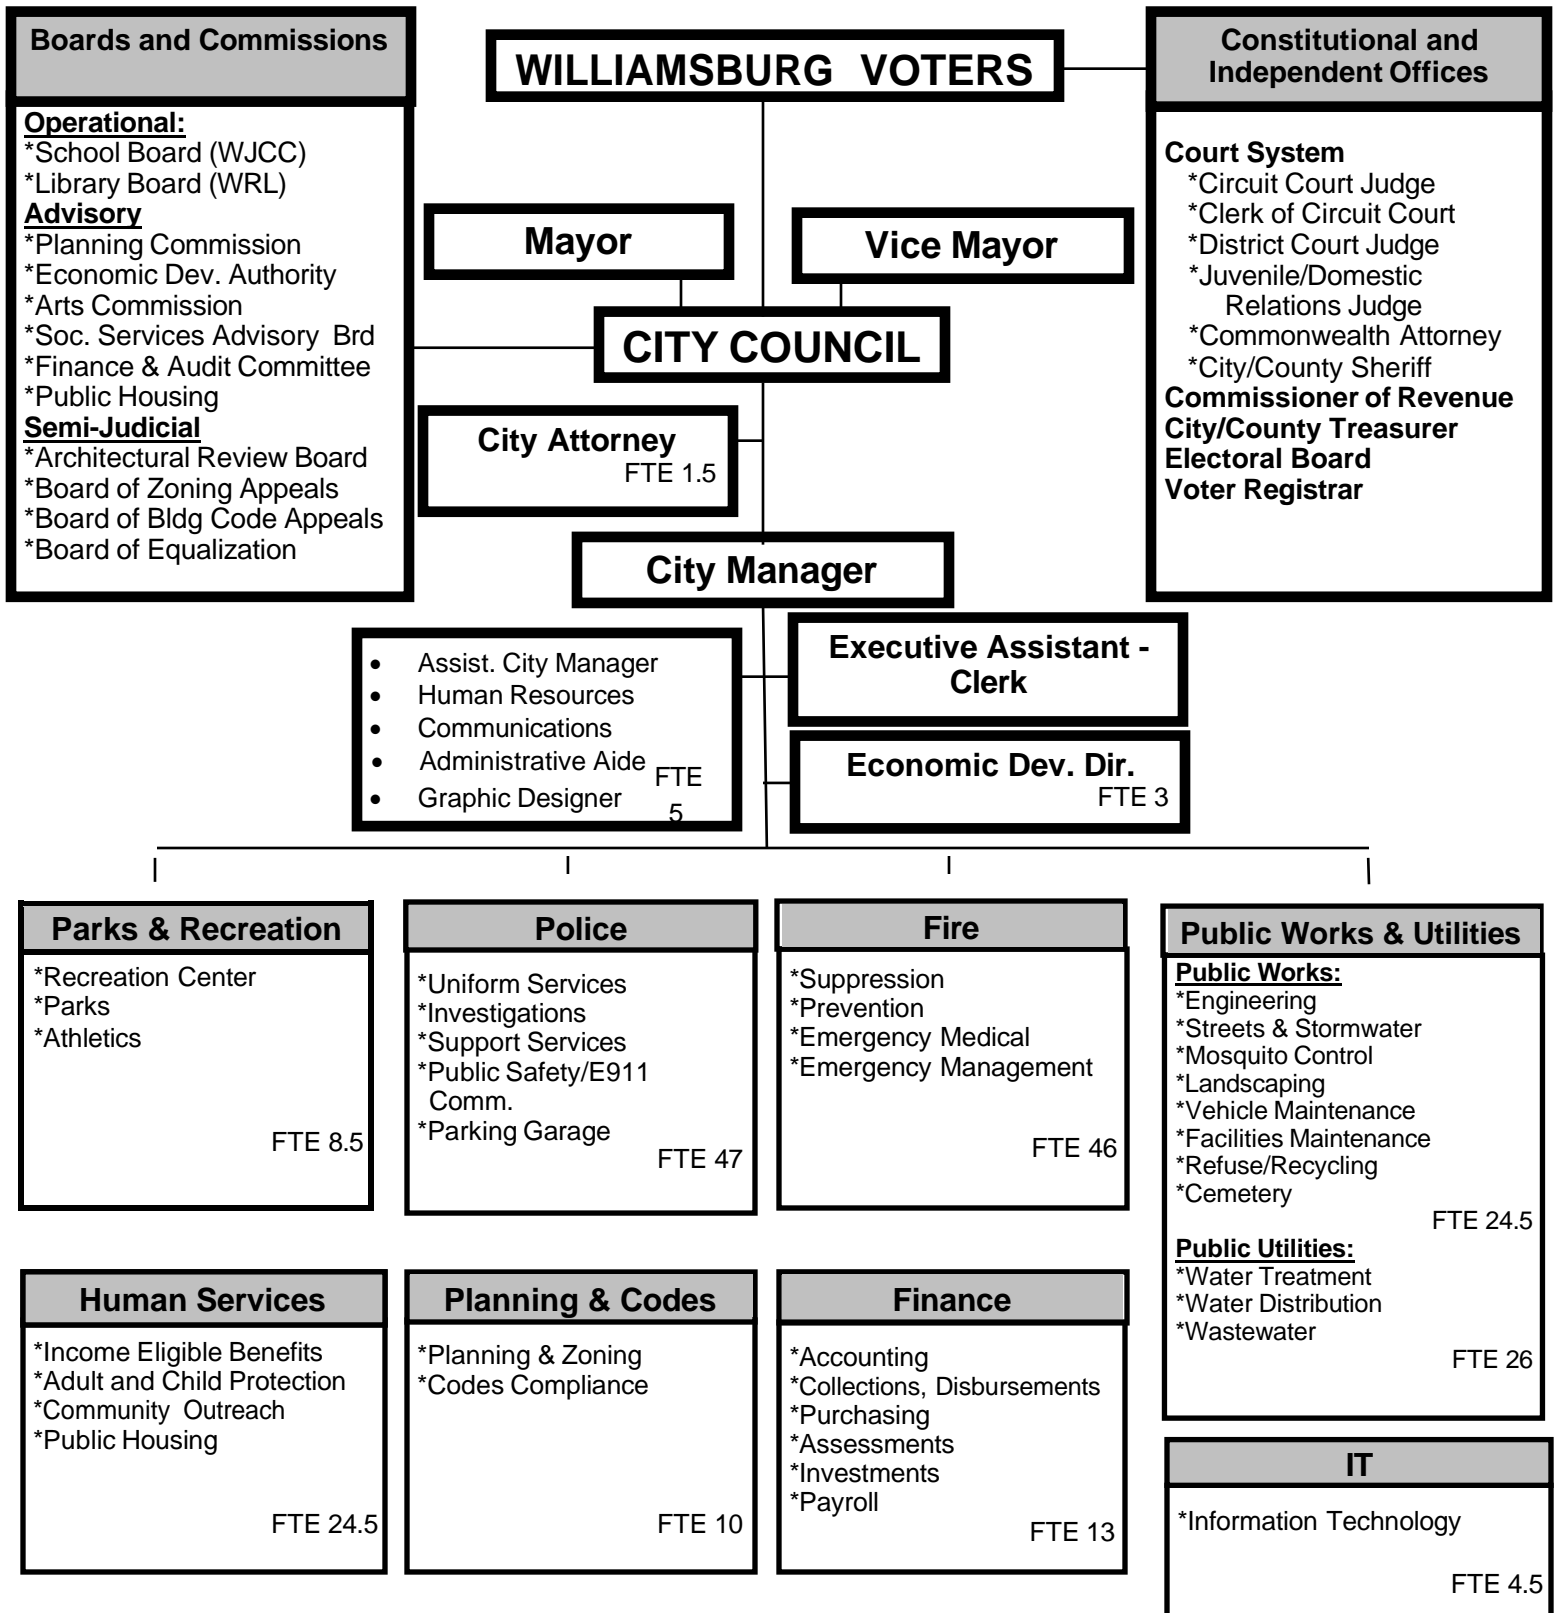 Boards and Commissions
Operational:
*School Board (WJCC)
*Library Board (WRL)
Advisory
*Planning Commission
*Economic Dev. Authority
*Arts Commission
*Soc. Services Advisory Brd
*Finance & Audit Committee
*Public Housing
Semi-Judicial
*Architectural Review Board
*Board of Zoning Appeals
*Board of Bldg Code Appeals
*Board of Equalization
WILLIAMSBURG VOTERS
Constitutional and
Independent Offices
Court System
*Circuit Court Judge
*Clerk of Circuit Court
*District Court Judge
*Juvenile/Domestic
Relations Judge
*Commonwealth Attorney
*City/County Sheriff
Commissioner of Revenue
City/County Treasurer
Electoral Board
Voter Registrar
Mayor
Vice Mayor
CITY COUNCIL
City Attorney
FTE 1.5
City Manager
• Assist. City Manager
• Human Resources
• Communications
• Administrative Aide
• Graphic Designer
FTE
5
Executive Assistant -
Clerk
Economic Dev. Dir.
FTE 3
Parks & Recreation
*Recreation Center
*Parks
*Athletics
FTE 8.5
Police
*Uniform Services
*Investigations
*Support Services
*Public Safety/E911
Comm.
*Parking Garage
FTE 47
Fire
*Suppression
*Prevention
*Emergency Medical
*Emergency Management
FTE 46
Public Works & Utilities
Public Works:
*Engineering
*Streets & Stormwater
*Mosquito Control
*Landscaping
*Vehicle Maintenance
*Facilities Maintenance
*Refuse/Recycling
*Cemetery
FTE 24.5
Public Utilities:
*Water Treatment
*Water Distribution
*Wastewater
FTE 26
Human Services
*Income Eligible Benefits
*Adult and Child Protection
*Community Outreach
*Public Housing
FTE 24.5
Planning & Codes
*Planning & Zoning
*Codes Compliance
FTE 10
Finance
*Accounting
*Collections, Disbursements
*Purchasing
*Assessments
*Investments
*Payroll
FTE 13
IT
*Information Technology
FTE 4.5